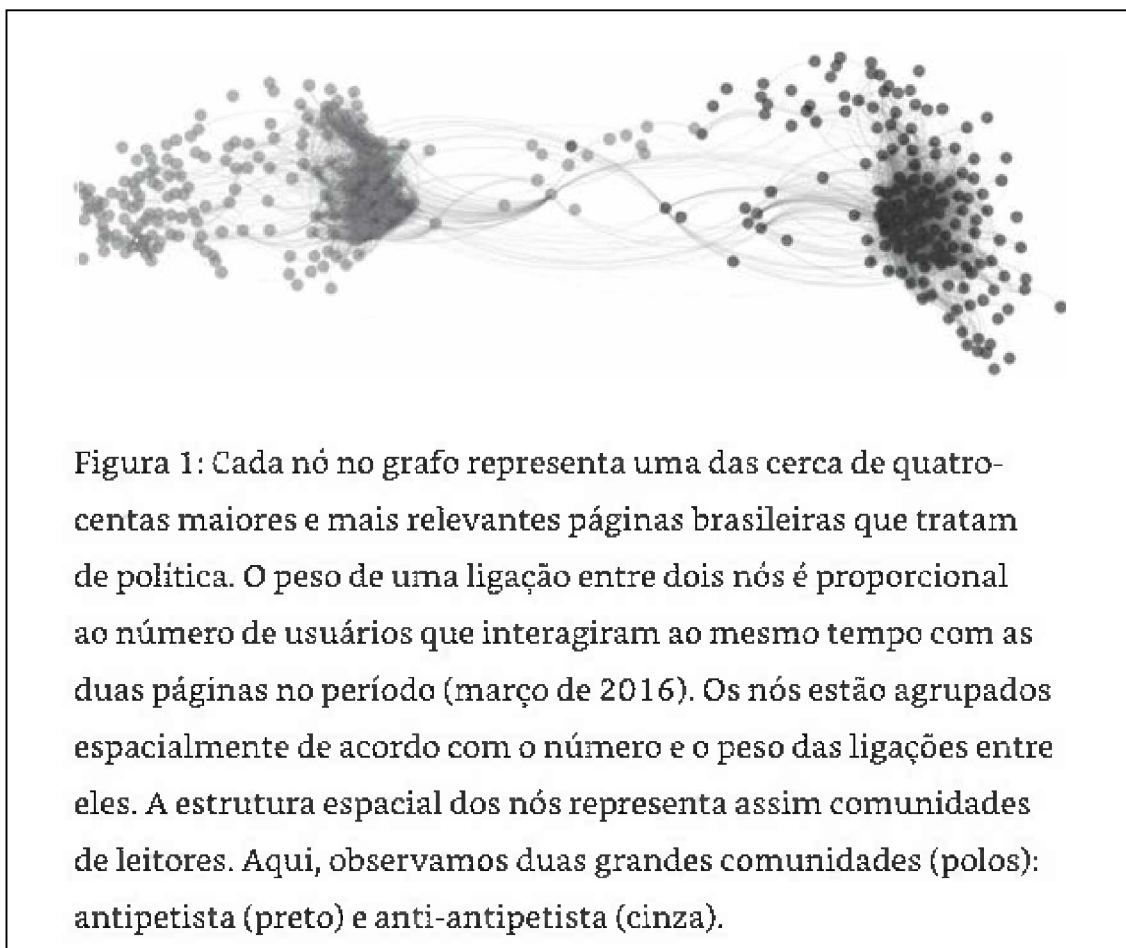 Figura 1: Cada nó no grafo representa uma das cerca de quatro-
centas maiores e mais relevantes páginas brasileiras que tratam
de política. O peso de uma ligação entre dois nós é proporcional
ao número de usuários que interagiram ao mesmo tempo com as
duas páginas no período (março de 2016). Os nós estão agrupados
espacialmente de acordo com o número e o peso das ligações entre
eles. A estrutura espacial dos nós representa assim comunidades
de leitores. Aqui, observamos duas grandes comunidades (polos):
antipetista (preto) e anti-antipetista (cinza).